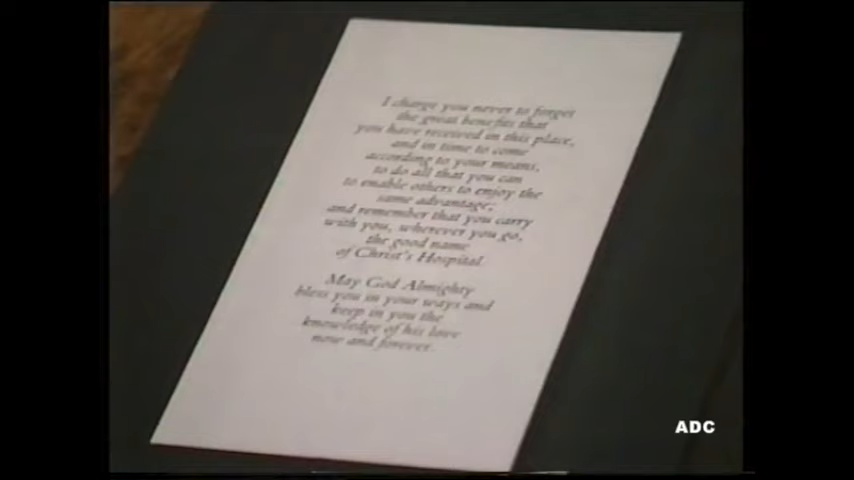 I charge you never to forget
the great benefits that
you have received in this place,
and in time to come
according to your means,
to do all that you can
to enable others to enjoy the
same advantage;
and remember that you carry
with you, wherever you go,
the good name
of Christ's Hospital.
May God Almighty
bless you in your ways and
keep in you the
knowledge of his love
now and forever.
ADC